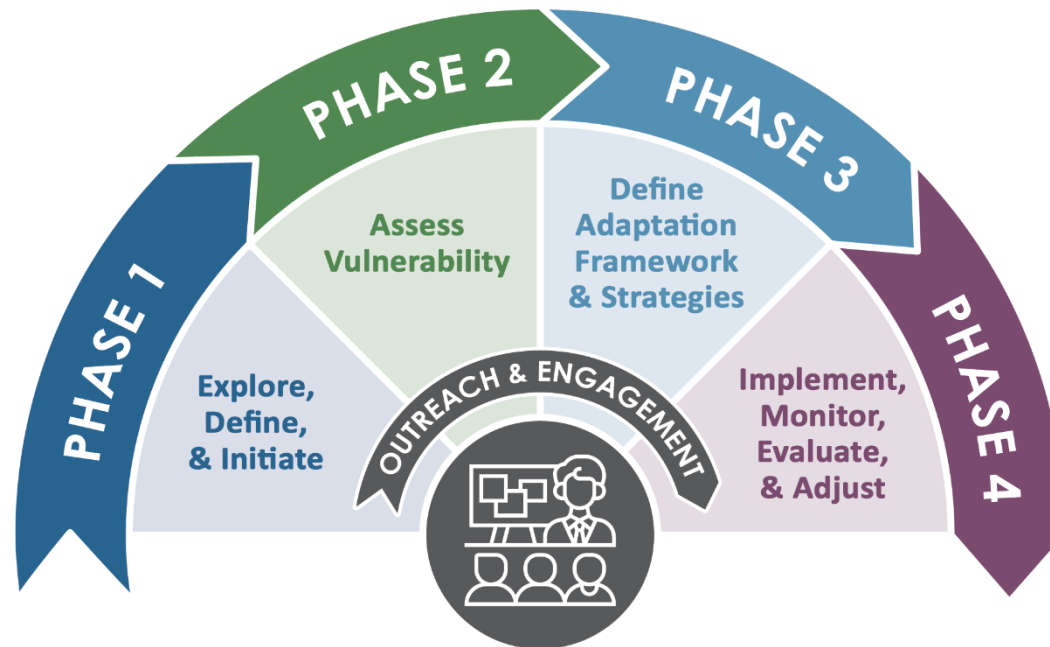 PHASE 1
Explore,
Define,
& Initiate
PHASE 2
Assess
Vulnerability
PHASE 3
Define
Adaptation
Framework
& Strategies
PHASE 4
Implement,
Monitor,
Evaluate,
& Adjust
OUTREACH & ENGAGEMENT